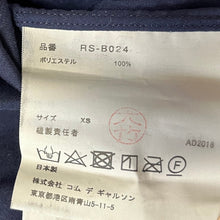 品番 RS-B024
ポリエステル 100%
サイズ XS
縫製責任者
AD2018
日本製
株式会社 コム デ ギャルソン
東京都港区南青山5-11-5